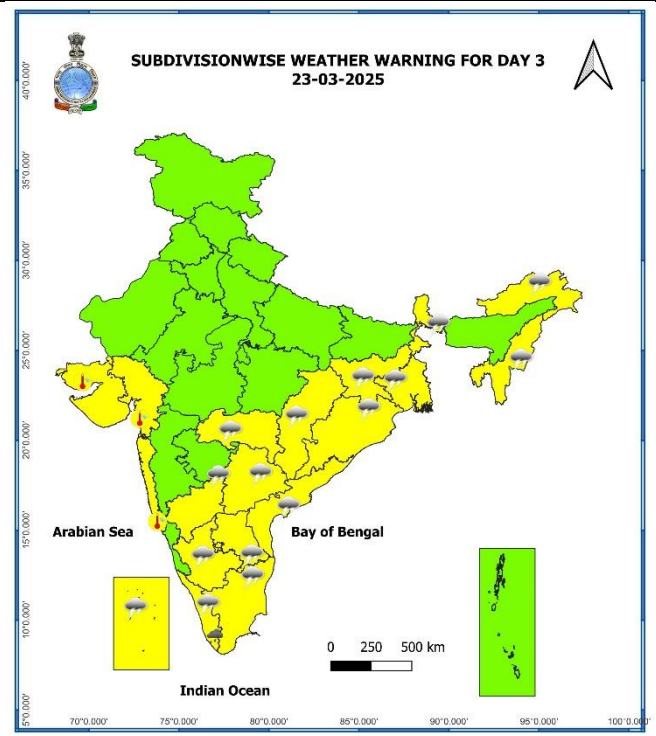 SUBDIVISIONWISE WEATHER WARNING FOR DAY 3
23-03-2025
40°0.000'
35°0.000'
30°0.000'
25°0.000'
20°0.000'
15°0.000'
10°0.000'
5°0.000'
Arabian Sea
Bay of Bengal
0 250 500 km
Indian Ocean
70°0.000' 75°0.000' 80°0.000' 85°0.000' 90°0.000' 95°0.000' 100°0.000'